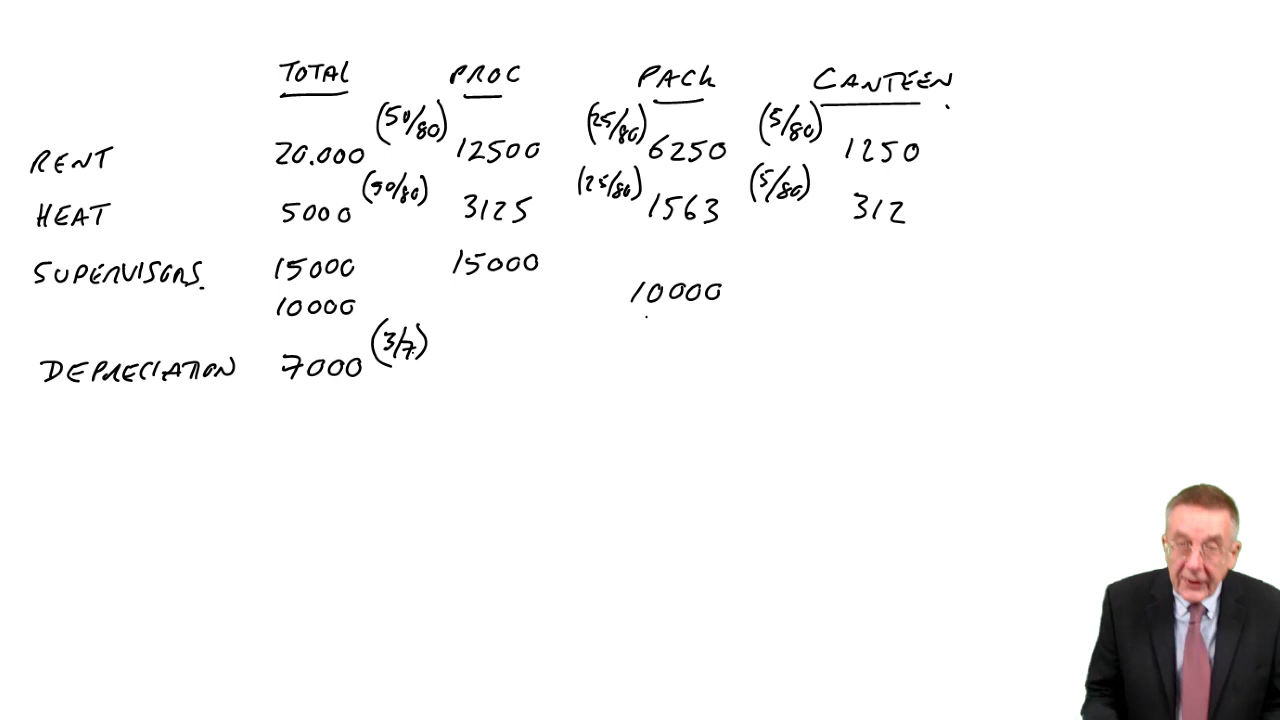 TOTAL PROC PACK CANTEEN
RENT 20.000 (50/80) 12500 (25/80) 6250 (5/80) 1250
HEAT 5000 (50/80) 3125 (25/80) 1563 (5/80) 312
SUPERVISORS. 15000 15000
10000 10000
DEPRECIATION 7000 (3/7)